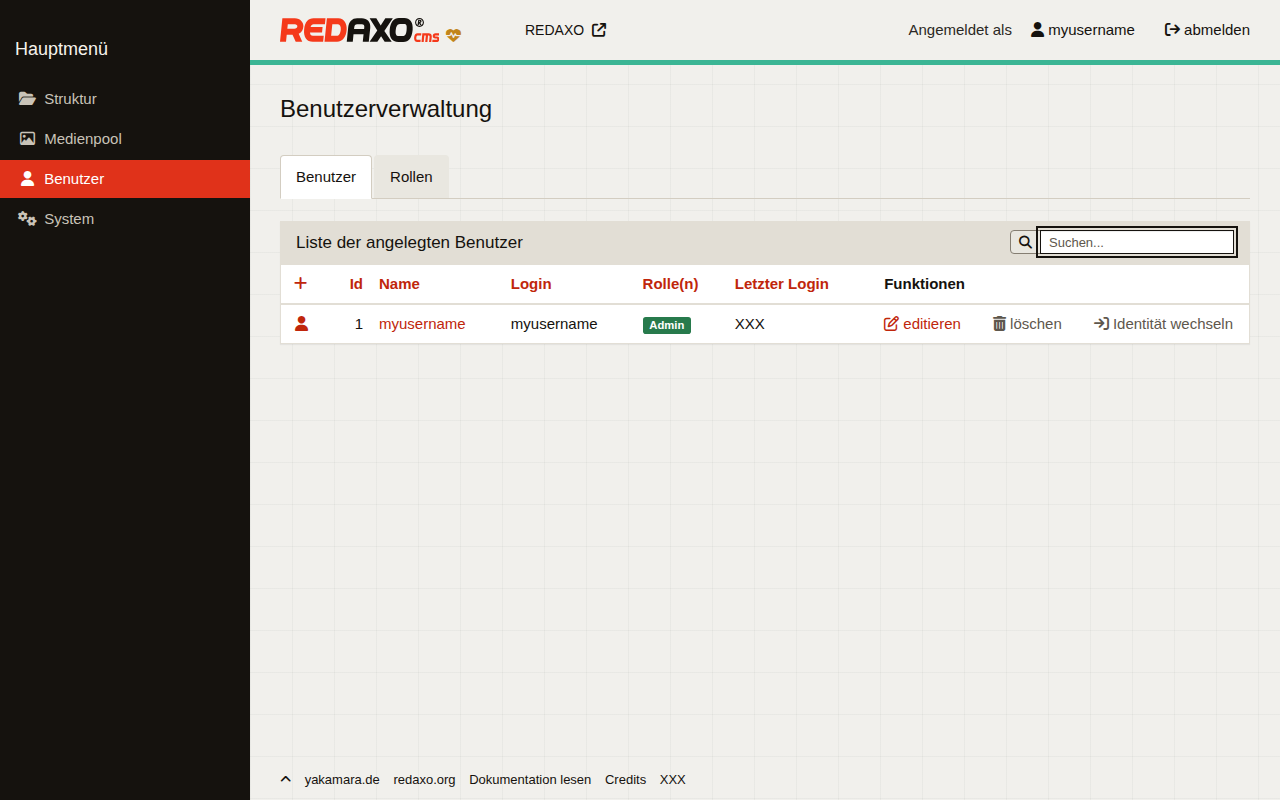 Hauptmenü
Struktur
Medienpool
Benutzer
System
REDAXO® cms
REDAXO
Angemeldet als myusername abmelden
Benutzerverwaltung
Benutzer Rollen
Liste der angelegten Benutzer
Suchen...
Id Name Login Rolle(n) Letzter Login Funktionen
1 myusername myusername Admin XXX editieren löschen Identität wechseln
yakamara.de redaxo.org Dokumentation lesen Credits XXX